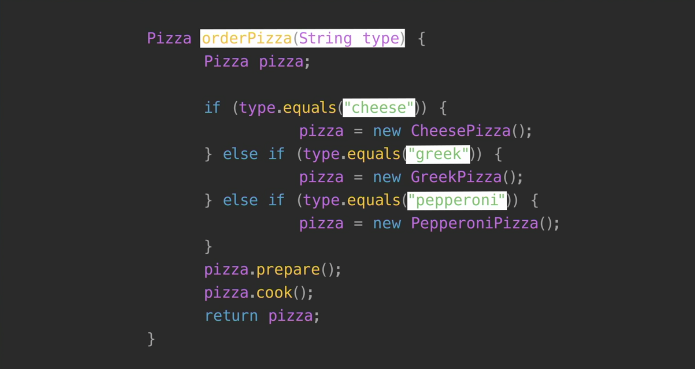 Pizza orderPizza(String type) {
Pizza pizza;
if (type.equals("cheese")) {
pizza = new CheesePizza();
} else if (type.equals("greek")) {
pizza = new GreekPizza();
} else if (type.equals("pepperoni")) {
pizza = new PepperoniPizza();
}
pizza.prepare();
pizza.cook();
return pizza;
}